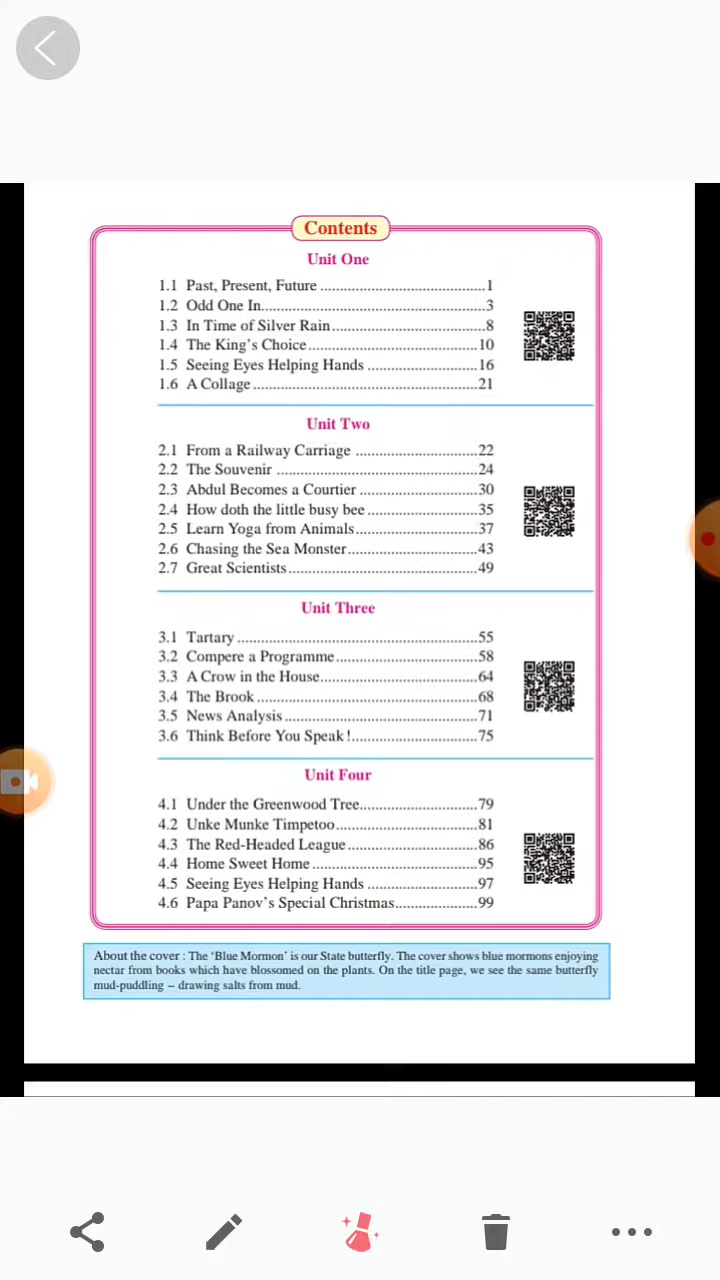 Contents
Unit One
1.1 Past, Present, Future ............................................1
1.2 Odd One In............................................................3
1.3 In Time of Silver Rain.........................................8
1.4 The King's Choice..............................................10
1.5 Seeing Eyes Helping Hands .............................16
1.6 A Collage ............................................................21
Unit Two
2.1 From a Railway Carriage ................................22
2.2 The Souvenir ......................................................24
2.3 Abdul Becomes a Courtier ...............................30
2.4 How doth the little busy bee .............................35
2.5 Learn Yoga from Animals................................37
2.6 Chasing the Sea Monster...................................43
2.7 Great Scientists...................................................49
Unit Three
3.1 Tartary ................................................................55
3.2 Compere a Programme......................................58
3.3 A Crow in the House..........................................64
3.4 The Brook ...........................................................68
3.5 News Analysis ....................................................71
3.6 Think Before You Speak !..................................75
Unit Four
4.1 Under the Greenwood Tree...............................79
4.2 Unke Munke Timpetoo......................................81
4.3 The Red-Headed League...................................86
4.4 Home Sweet Home ............................................95
4.5 Seeing Eyes Helping Hands .............................97
4.6 Papa Panov's Special Christmas......................99
About the cover : The 'Blue Mormon' is our State butterfly. The cover shows blue mormons enjoying
nectar from books which have blossomed on the plants. On the title page, we see the same butterfly
mud-puddling – drawing salts from mud.